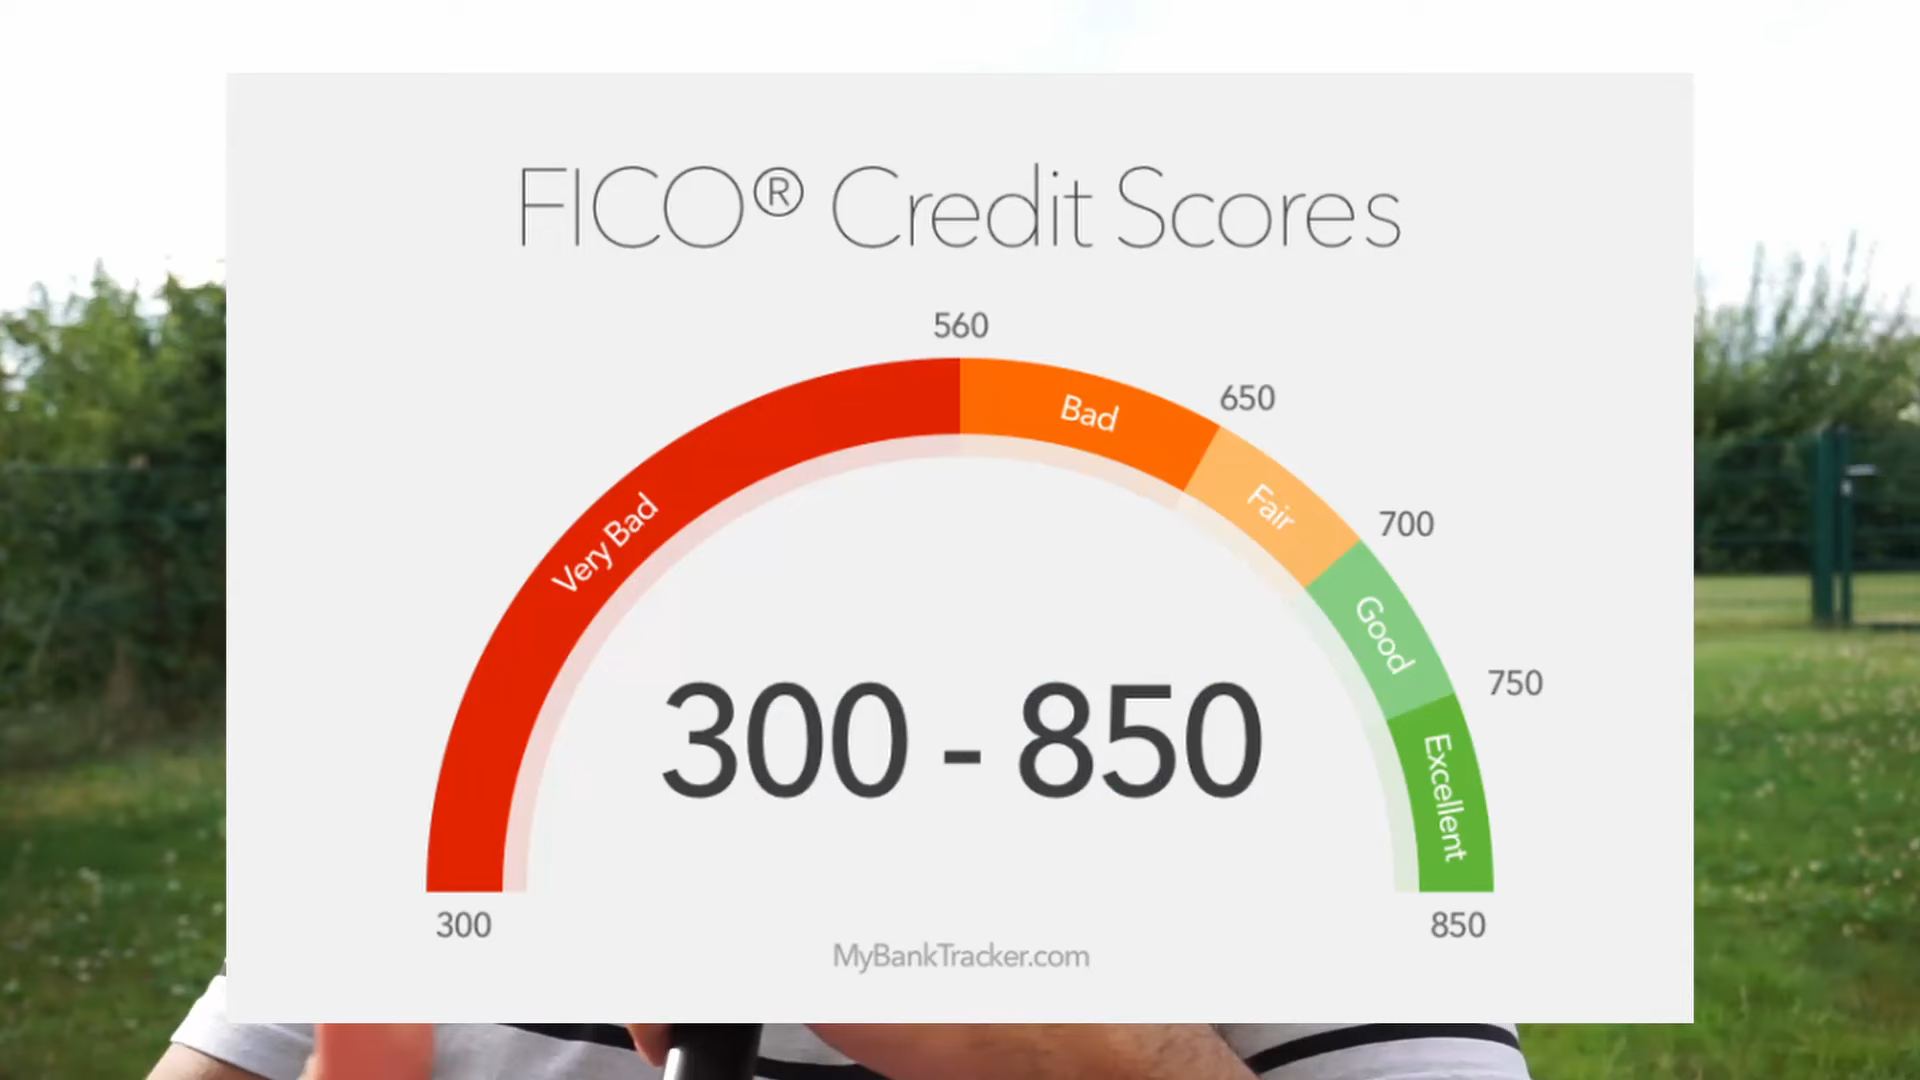 FICO® Credit Scores
560
Bad
650
Fair
700
Very Bad
Good
750
300 - 850
Excellent
300
850
MyBankTracker.com